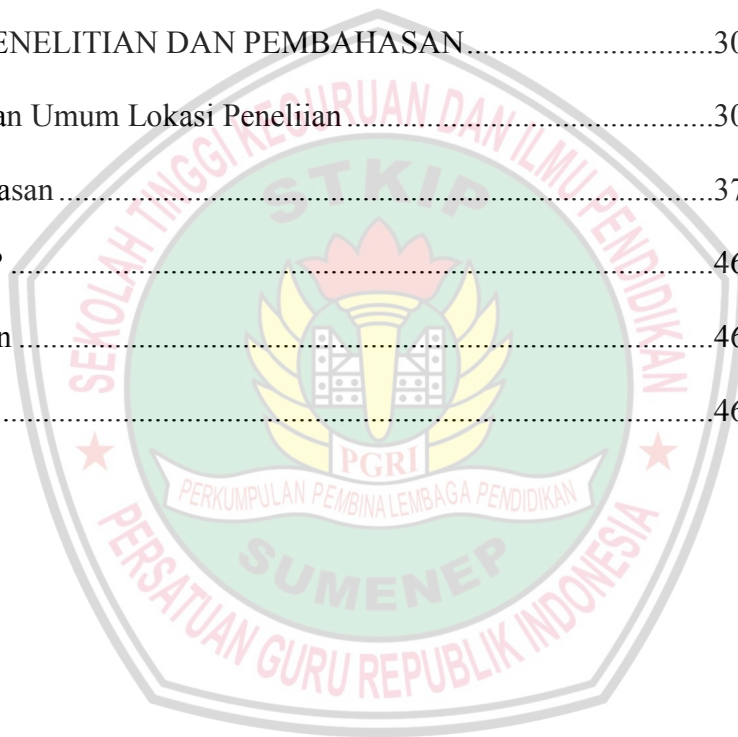 ENELITIAN DAN PEMBAHASAN..............................30
an Umum Lokasi Peneliian..............................30
asan..............................37
P..............................46
n..............................46
..............................46
SEKOLAH TINGGI KEGURUAN DAN ILMU PENDIDIKAN
STKIP
PGRI
PERKUMPULAN PEMBINA LEMBAGA PENDIDIKAN
SUMENEP
PERSATUAN GURU REPUBLIK INDONESIA